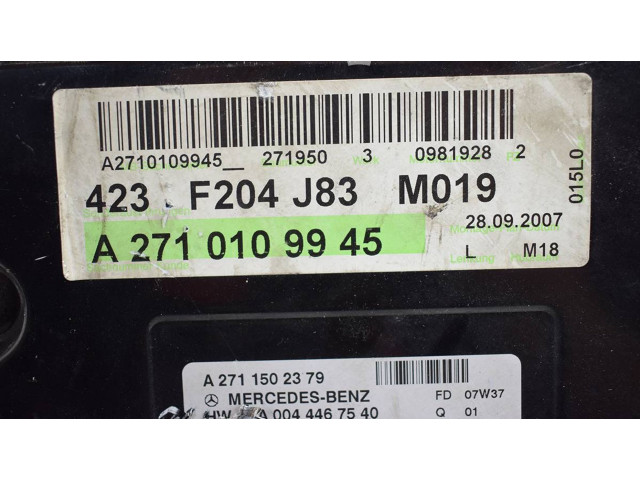 A2710109945__ 271950 3 0981928 2
423 F204 J83 M019
015L0
28.09.2007
A 271 010 99 45
L M18
A 271 150 23 79
MERCEDES-BENZ FD 07W37
HW A 004 446 75 40 Q 01